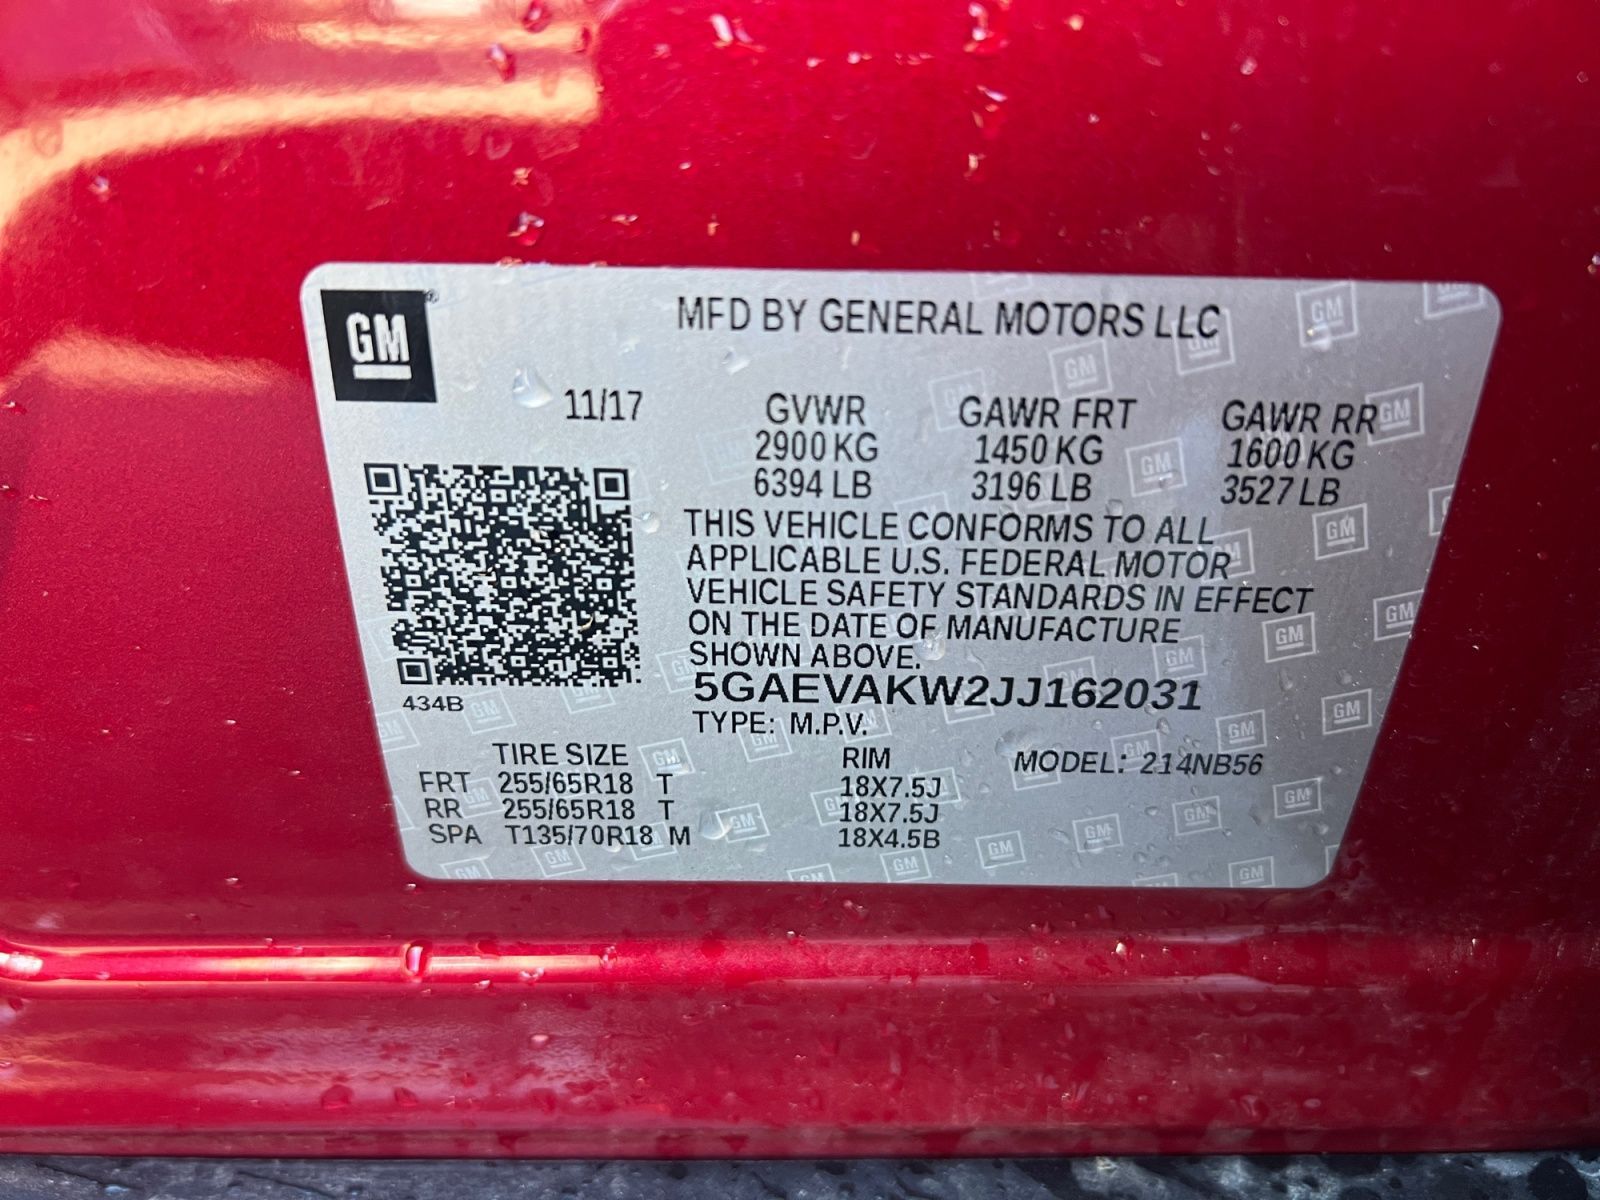 GM
MFD BY GENERAL MOTORS LLC
11/17
GVWR GAWR FRT GAWR RR
2900 KG 1450 KG 1600 KG
6394 LB 3196 LB 3527 LB
THIS VEHICLE CONFORMS TO ALL
APPLICABLE U.S. FEDERAL MOTOR
VEHICLE SAFETY STANDARDS IN EFFECT
ON THE DATE OF MANUFACTURE
SHOWN ABOVE.
434B
5GAEVAKW2JJ162031
TYPE: M.P.V.
TIRE SIZE RIM MODEL: 214NB56
FRT 255/65R18 T 18X7.5J
RR 255/65R18 T 18X7.5J
SPA T135/70R18 M 18X4.5B